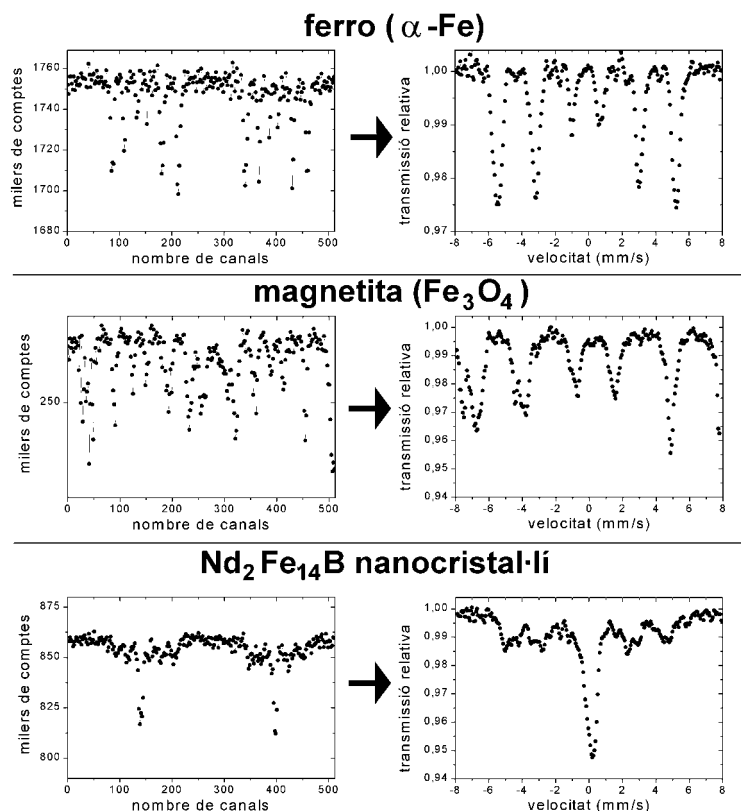 ferro (α-Fe)
milers de comptes
1760
1740
1720
1700
1680
0 100 200 300 400 500
nombre de canals
transmissió relativa
1,00
0,99
0,98
0,97
-8 -6 -4 -2 0 2 4 6 8
velocitat (mm/s)
magnetita (Fe3O4)
milers de comptes
250
0 100 200 300 400 500
nombre de canals
transmissió relativa
1,00
0,99
0,98
0,97
0,96
0,95
0,94
-8 -6 -4 -2 0 2 4 6 8
velocitat (mm/s)
Nd2Fe14B nanocristal·lí
milers de comptes
875
850
825
800
0 100 200 300 400 500
nombre de canals
transmissió relativa
1,00
0,99
0,98
0,97
0,96
0,95
0,94
-8 -6 -4 -2 0 2 4 6 8
velocitat (mm/s)